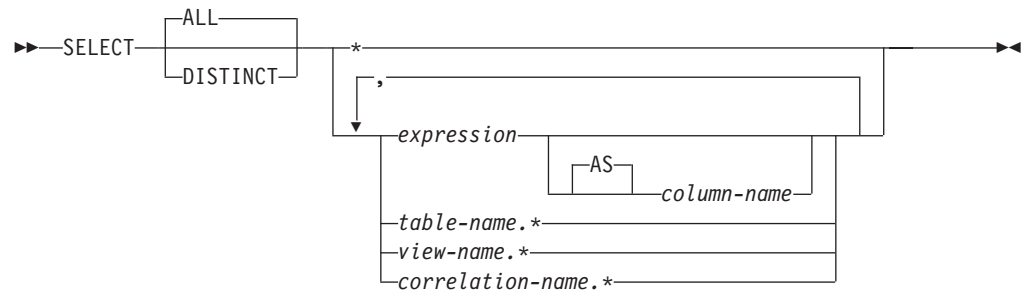 ALL
SELECT *
DISTINCT
,
expression
AS
column-name
table-name.*
view-name.*
correlation-name.*